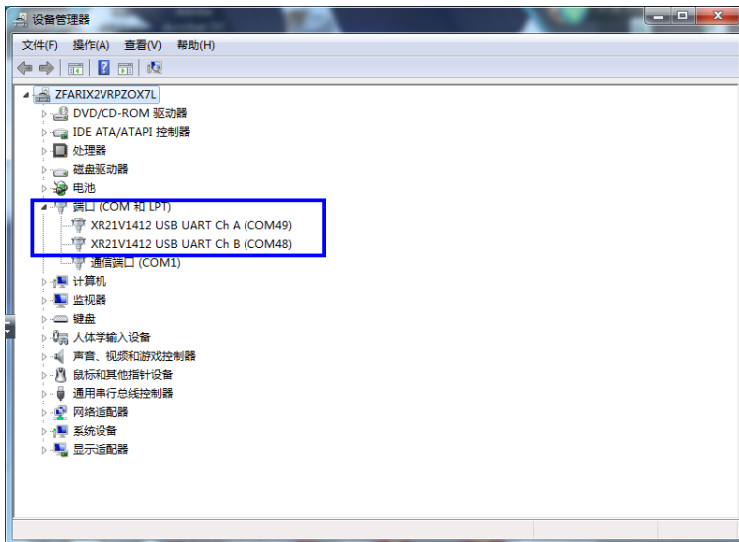 设备管理器
文件(F) 操作(A) 查看(V) 帮助(H)
ZFARIX2VRPZOX7L
DVD/CD-ROM 驱动器
IDE ATA/ATAPI 控制器
处理器
磁盘驱动器
电池
端口 (COM 和 LPT)
XR21V1412 USB UART Ch A (COM49)
XR21V1412 USB UART Ch B (COM48)
通信端口 (COM1)
计算机
监视器
键盘
人体学输入设备
声音、视频和游戏控制器
鼠标和其他指针设备
通用串行总线控制器
网络适配器
系统设备
显示适配器